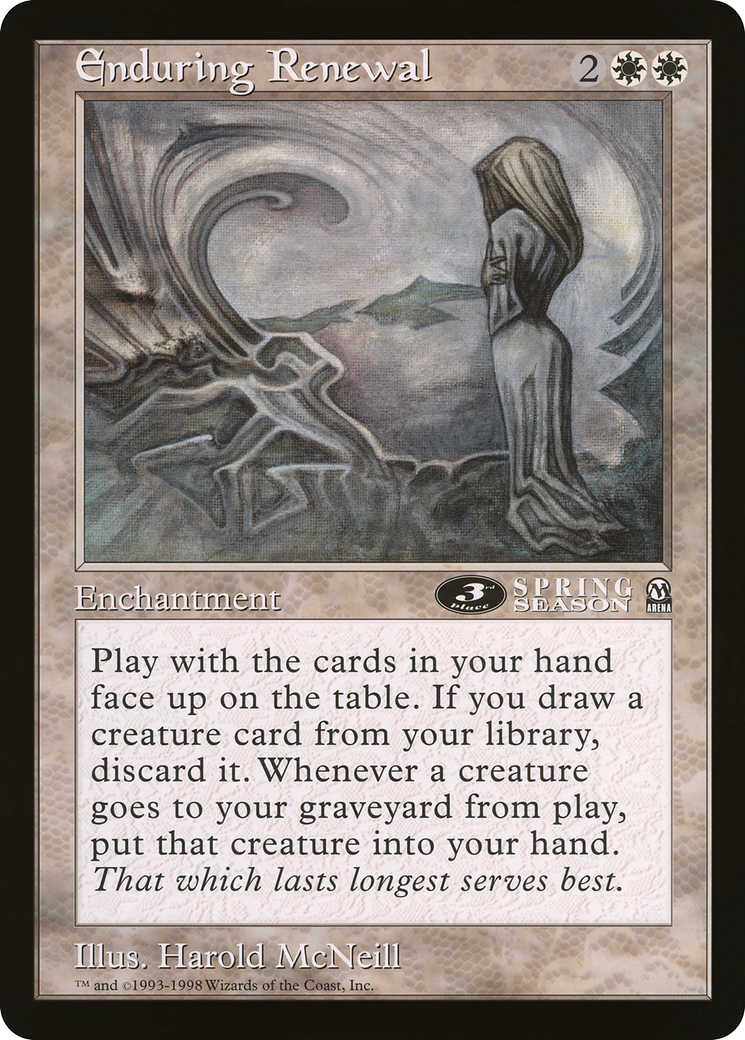 Enduring Renewal 2
Enchantment
3rd
place
SPRING
SEASON
ARENA
Play with the cards in your hand
face up on the table. If you draw a
creature card from your library,
discard it. Whenever a creature
goes to your graveyard from play,
put that creature into your hand.
That which lasts longest serves best.
Illus. Harold McNeill
™ and ©1993-1998 Wizards of the Coast, Inc.